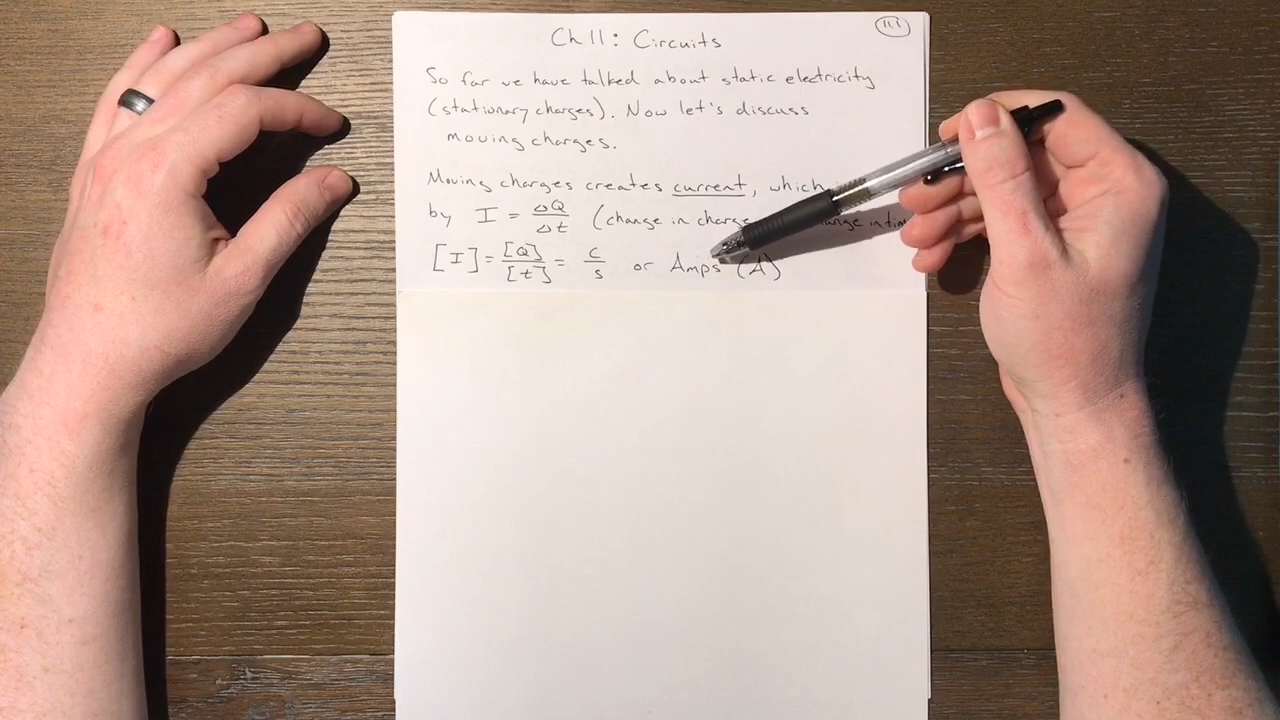 11.1
Ch 11: Circuits
So far we have talked about static electricity
(stationary charges). Now let's discuss
moving charges.
Moving charges creates current, which
by I = ΔQ/Δt (change in charge in
[I] = [Q]/[t] = C/s or Amps (A)